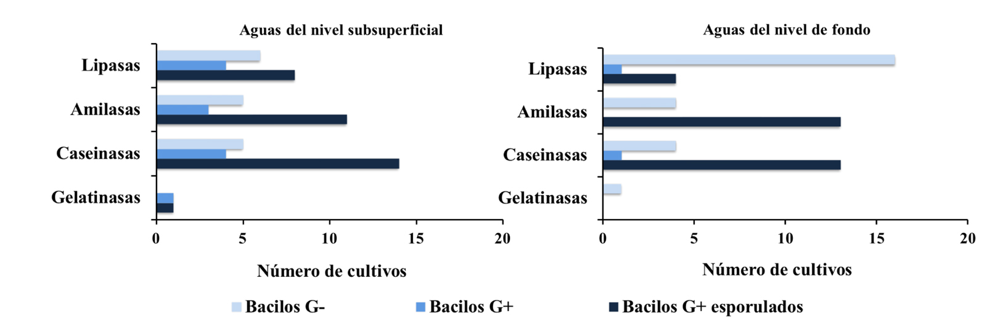 Aguas del nivel subsuperficial
Lipasas
Amilasas
Caseinasas
Gelatinasas
0 5 10 15 20
Número de cultivos
Aguas del nivel de fondo
Lipasas
Amilasas
Caseinasas
Gelatinasas
0 5 10 15 20
Número de cultivos
Bacilos G- Bacilos G+ Bacilos G+ esporulados